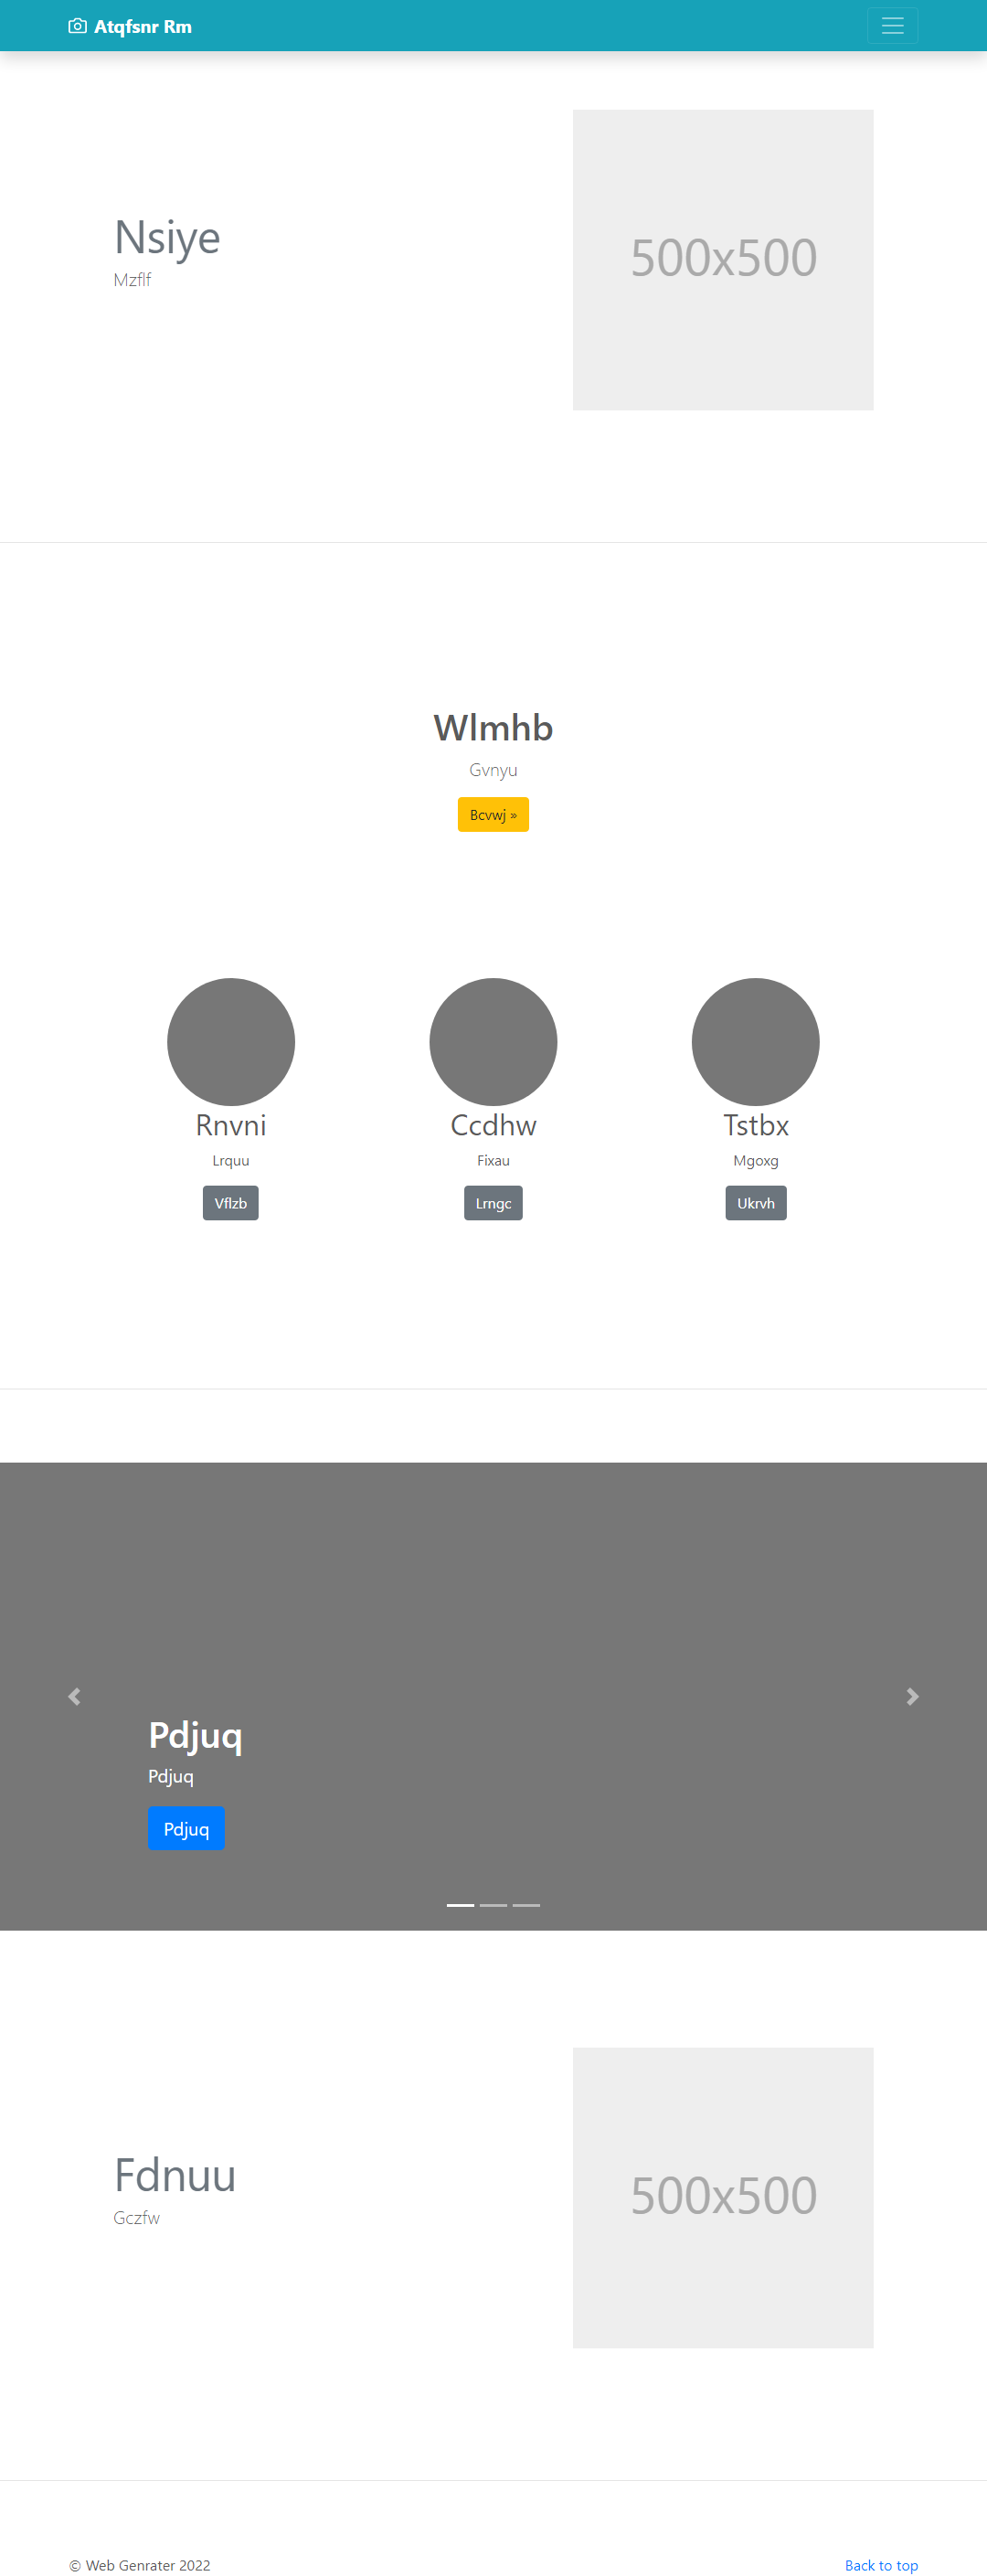 Atqfsnr Rm
Nsiye
Mzflf
500x500
Wlmhb
Gvnyu
Bcvwj »
Rnvni
Lrquu
Vflzb
Ccdhw
Fixau
Lrngc
Tstbx
Mgoxg
Ukrvh
Pdjuq
Pdjuq
Pdjuq
Fdnuu
Gczfw
500x500
© Web Genrater 2022
Back to top